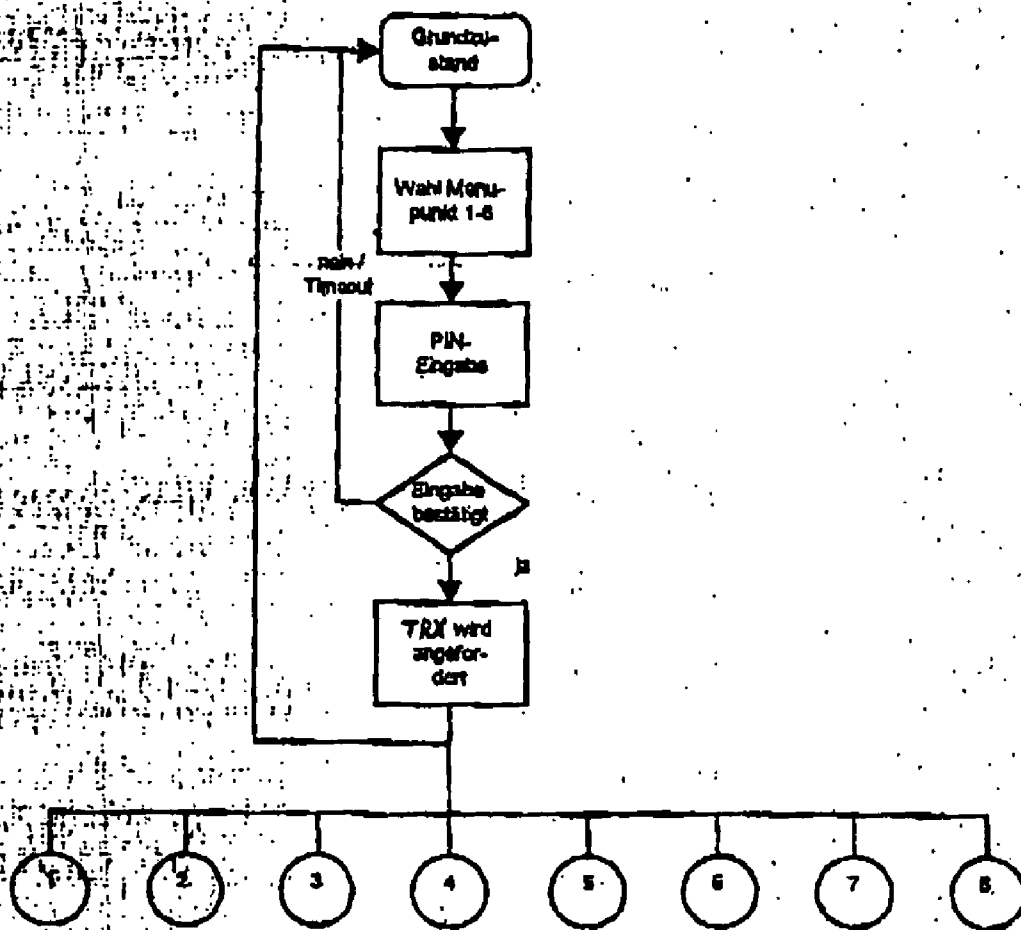 Grundzu-
stand
Wahl Menu-
punkt 1-8
nein /
Timeout
PIN-
Eingabe
Eingabe
bestätigt
ja
TRX wird
angefor-
dert
1 2 3 4 5 6 7 8